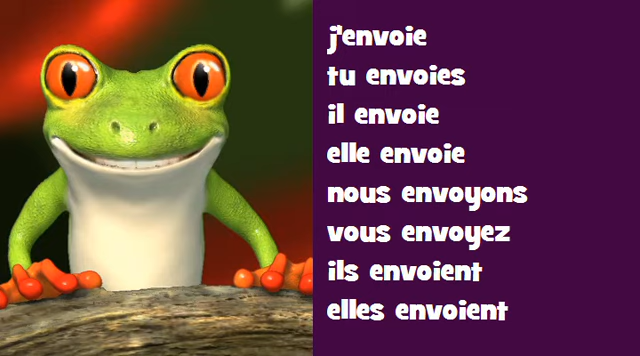 j'envoie
tu envoies
il envoie
elle envoie
nous envoyons
vous envoyez
ils envoient
elles envoient